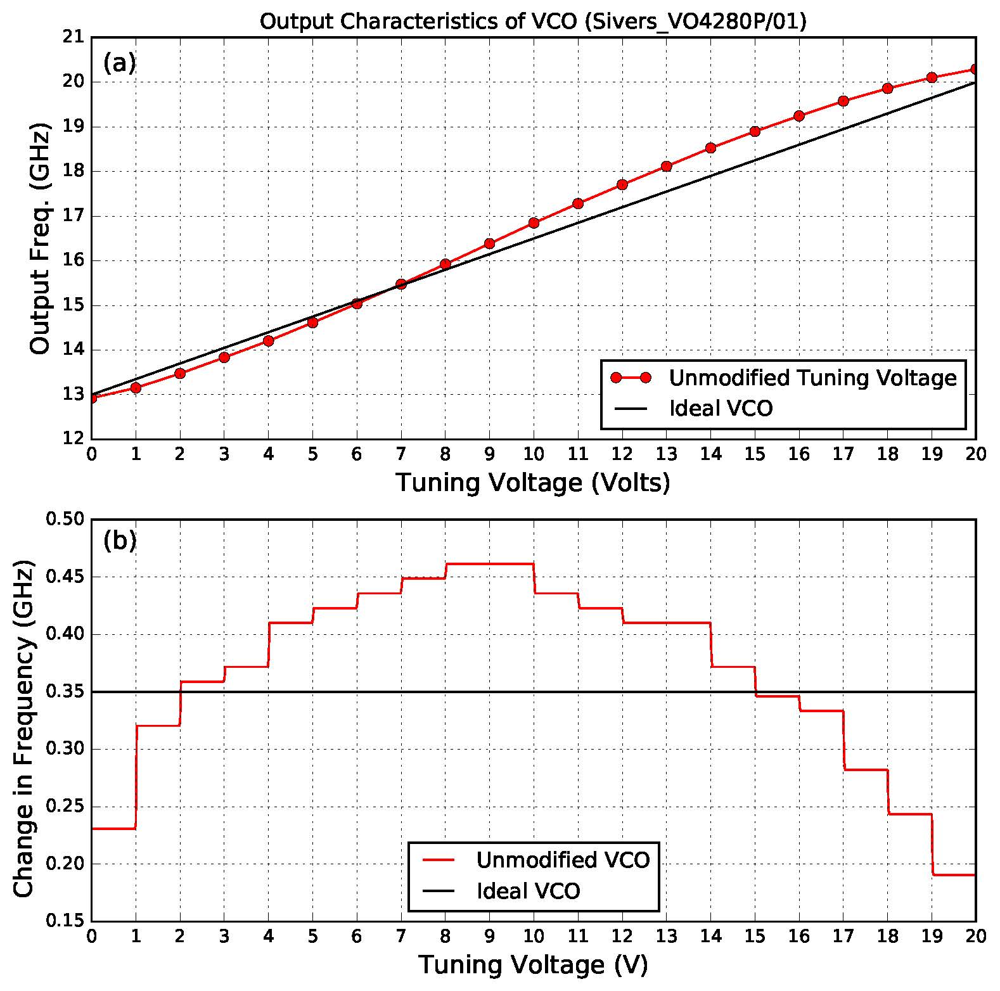 Output Characteristics of VCO (Sivers_VO4280P/01)
(a)
21
20
19
18
17
16
15
14
13
12
Output Freq. (GHz)
Unmodified Tuning Voltage
Ideal VCO
0 1 2 3 4 5 6 7 8 9 10 11 12 13 14 15 16 17 18 19 20
Tuning Voltage (Volts)
(b)
0.50
0.45
0.40
0.35
0.30
0.25
0.20
0.15
Change in Frequency (GHz)
Unmodified VCO
Ideal VCO
0 1 2 3 4 5 6 7 8 9 10 11 12 13 14 15 16 17 18 19 20
Tuning Voltage (V)